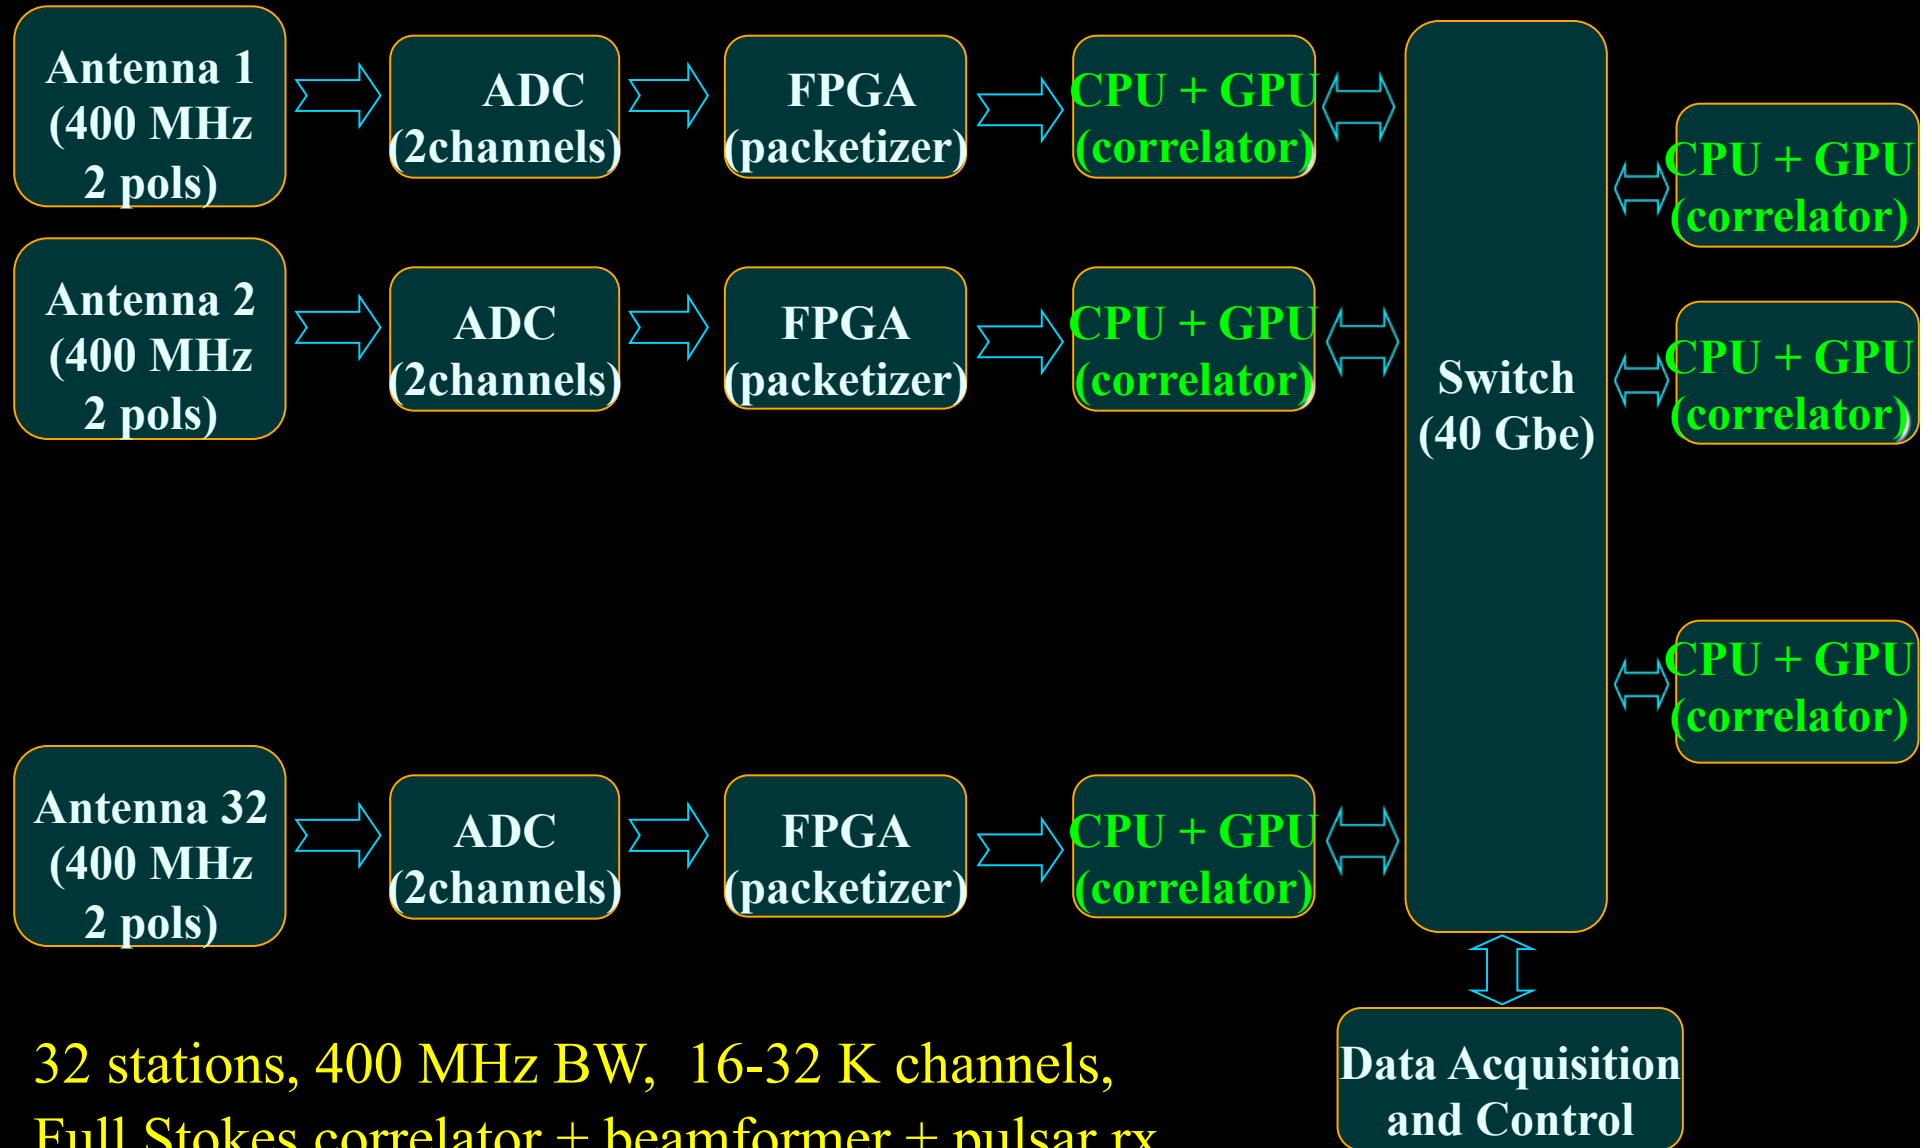 Antenna 1
(400 MHz
2 pols)
ADC
(2channels)
FPGA
(packetizer)
CPU + GPU
(correlator)
Antenna 2
(400 MHz
2 pols)
ADC
(2channels)
FPGA
(packetizer)
CPU + GPU
(correlator)
Antenna 32
(400 MHz
2 pols)
ADC
(2channels)
FPGA
(packetizer)
CPU + GPU
(correlator)
Switch
(40 Gbe)
CPU + GPU
(correlator)
CPU + GPU
(correlator)
CPU + GPU
(correlator)
Data Acquisition
and Control
32 stations, 400 MHz BW, 16-32 K channels,
Full Stokes correlator + beamformer + pulsar rx